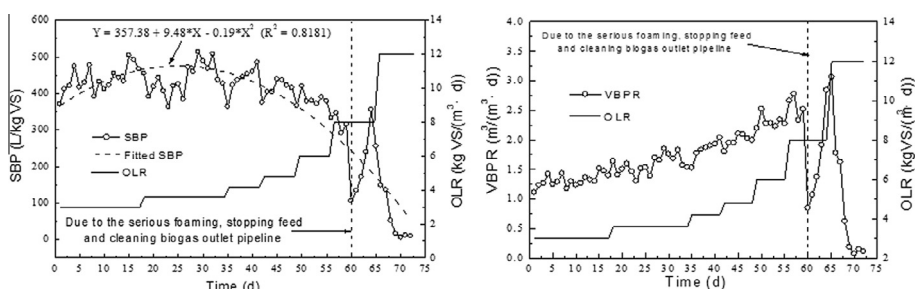 Y = 357.38 + 9.48*X - 0.19*X² (R² = 0.8181)
600
500
400
300
200
100
0
SBP (L/kg VS)
SBP
Fitted SBP
OLR
Due to the serious foaming, stopping feed
and cleaning biogas outlet pipeline
14
12
10
8
6
4
2
OLR (kg VS/(m³· d))
0 5 10 15 20 25 30 35 40 45 50 55 60 65 70 75
Time (d)
4.0
3.5
3.0
2.5
2.0
1.5
1.0
0.5
0.0
VBPR (m³/(m³· d))
Due to the serious foaming, stopping feed
and cleaning biogas outlet pipeline
VBPR
OLR
14
12
10
8
6
4
2
OLR (kgVS/(m³· d))
0 5 10 15 20 25 30 35 40 45 50 55 60 65 70 75
Time (d)